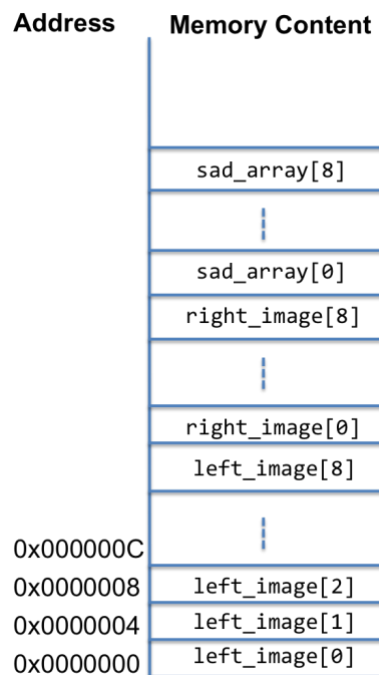 Address Memory Content
sad_array[8]
sad_array[0]
right_image[8]
right_image[0]
left_image[8]
0x0000000C
0x0000008 left_image[2]
0x0000004 left_image[1]
0x0000000 left_image[0]